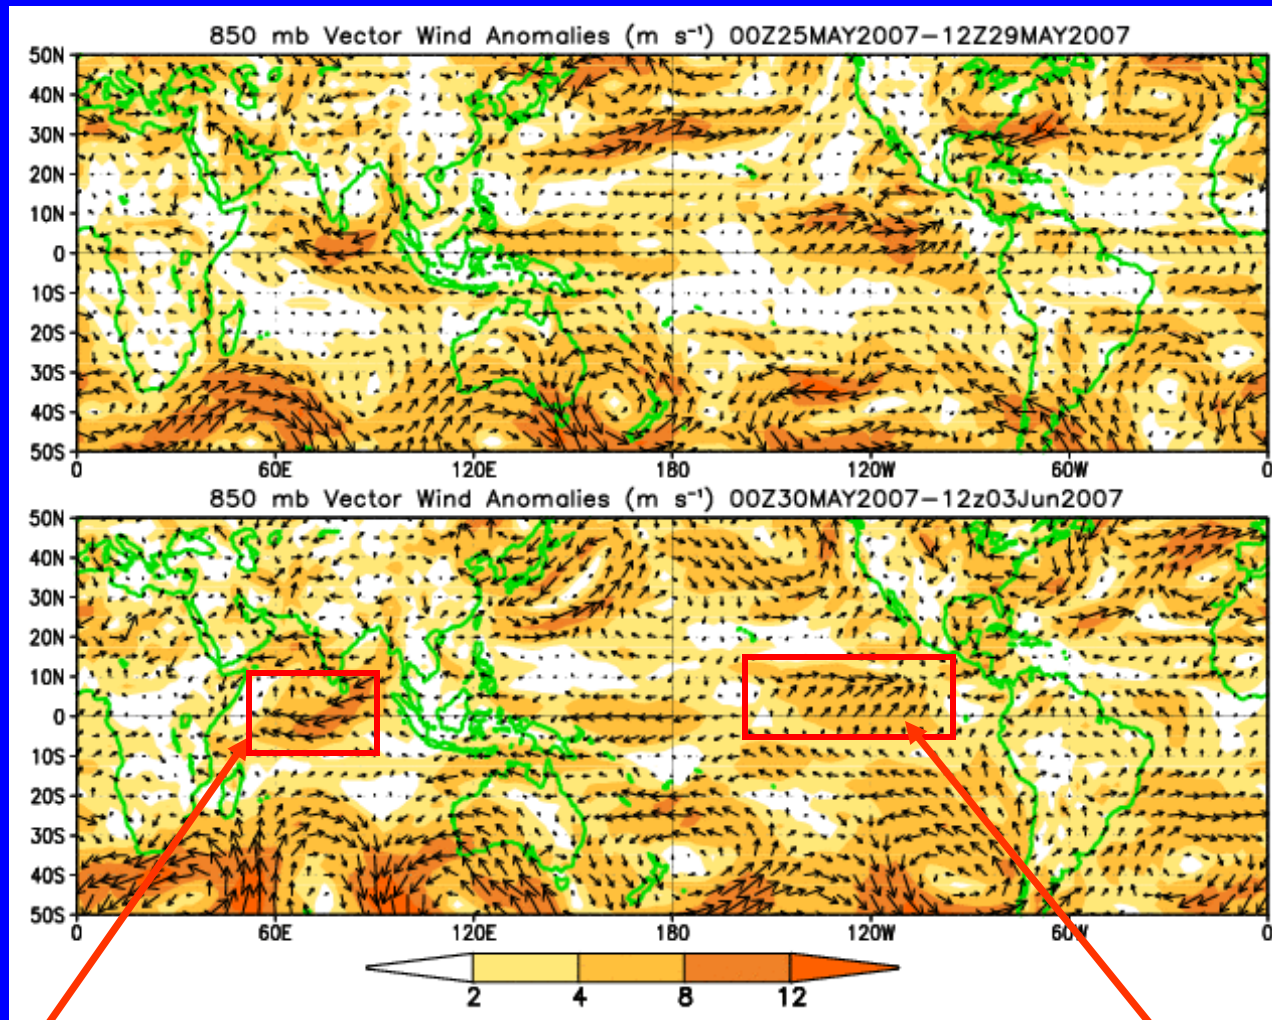 850 mb Vector Wind Anomalies (m s⁻¹) 00Z25MAY2007–12Z29MAY2007
50N
40N
30N
20N
10N
0
10S
20S
30S
40S
50S
0 60E 120E 180 120W 60W 0
850 mb Vector Wind Anomalies (m s⁻¹) 00Z30MAY2007–12z03Jun2007
50N
40N
30N
20N
10N
0
10S
20S
30S
40S
50S
0 60E 120E 180 120W 60W 0
2 4 8 12